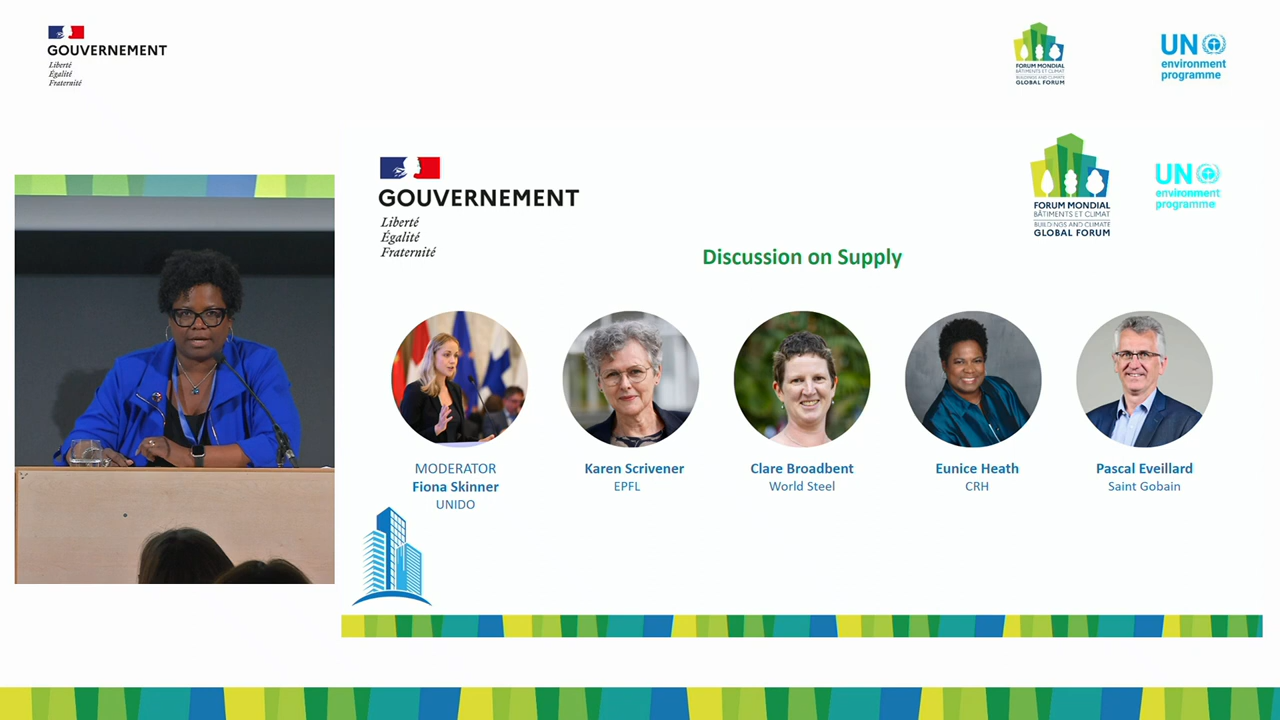 GOUVERNEMENT
Liberté
Égalité
Fraternité
FORUM MONDIAL
BÂTIMENTS ET CLIMAT
BUILDINGS AND CLIMATE
GLOBAL FORUM
UN
environment
programme
GOUVERNEMENT
Liberté
Égalité
Fraternité
FORUM MONDIAL
BÂTIMENTS ET CLIMAT
BUILDINGS AND CLIMATE
GLOBAL FORUM
UN
environment
programme
Discussion on Supply
MODERATOR
Fiona Skinner
UNIDO
Karen Scrivener
EPFL
Clare Broadbent
World Steel
Eunice Heath
CRH
Pascal Eveillard
Saint Gobain